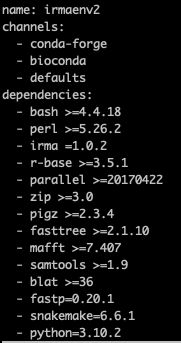 name: irmaenv2
channels:
  - conda-forge
  - bioconda
  - defaults
dependencies:
  - bash >=4.4.18
  - perl >=5.26.2
  - irma =1.0.2
  - r-base >=3.5.1
  - parallel >=20170422
  - zip >=3.0
  - pigz >=2.3.4
  - fasttree >=2.1.10
  - mafft >=7.407
  - samtools >=1.9
  - blat >=36
  - fastp=0.20.1
  - snakemake=6.6.1
  - python=3.10.2